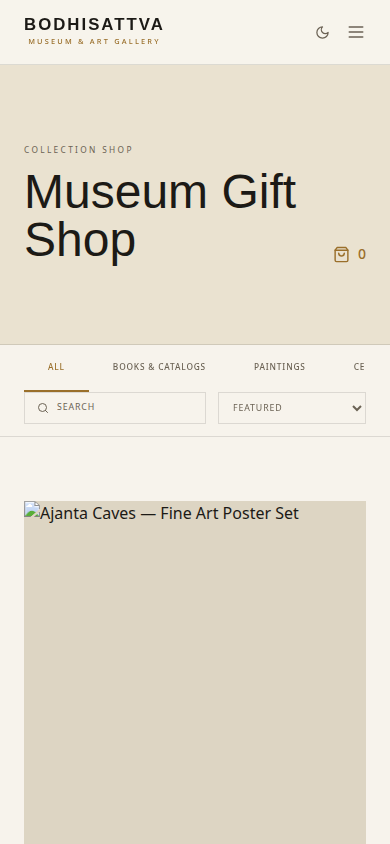 BODHISATTVA
MUSEUM & ART GALLERY
COLLECTION SHOP
Museum Gift
Shop
0
ALL
BOOKS & CATALOGS
PAINTINGS
CE
SEARCH
FEATURED
Ajanta Caves — Fine Art Poster Set